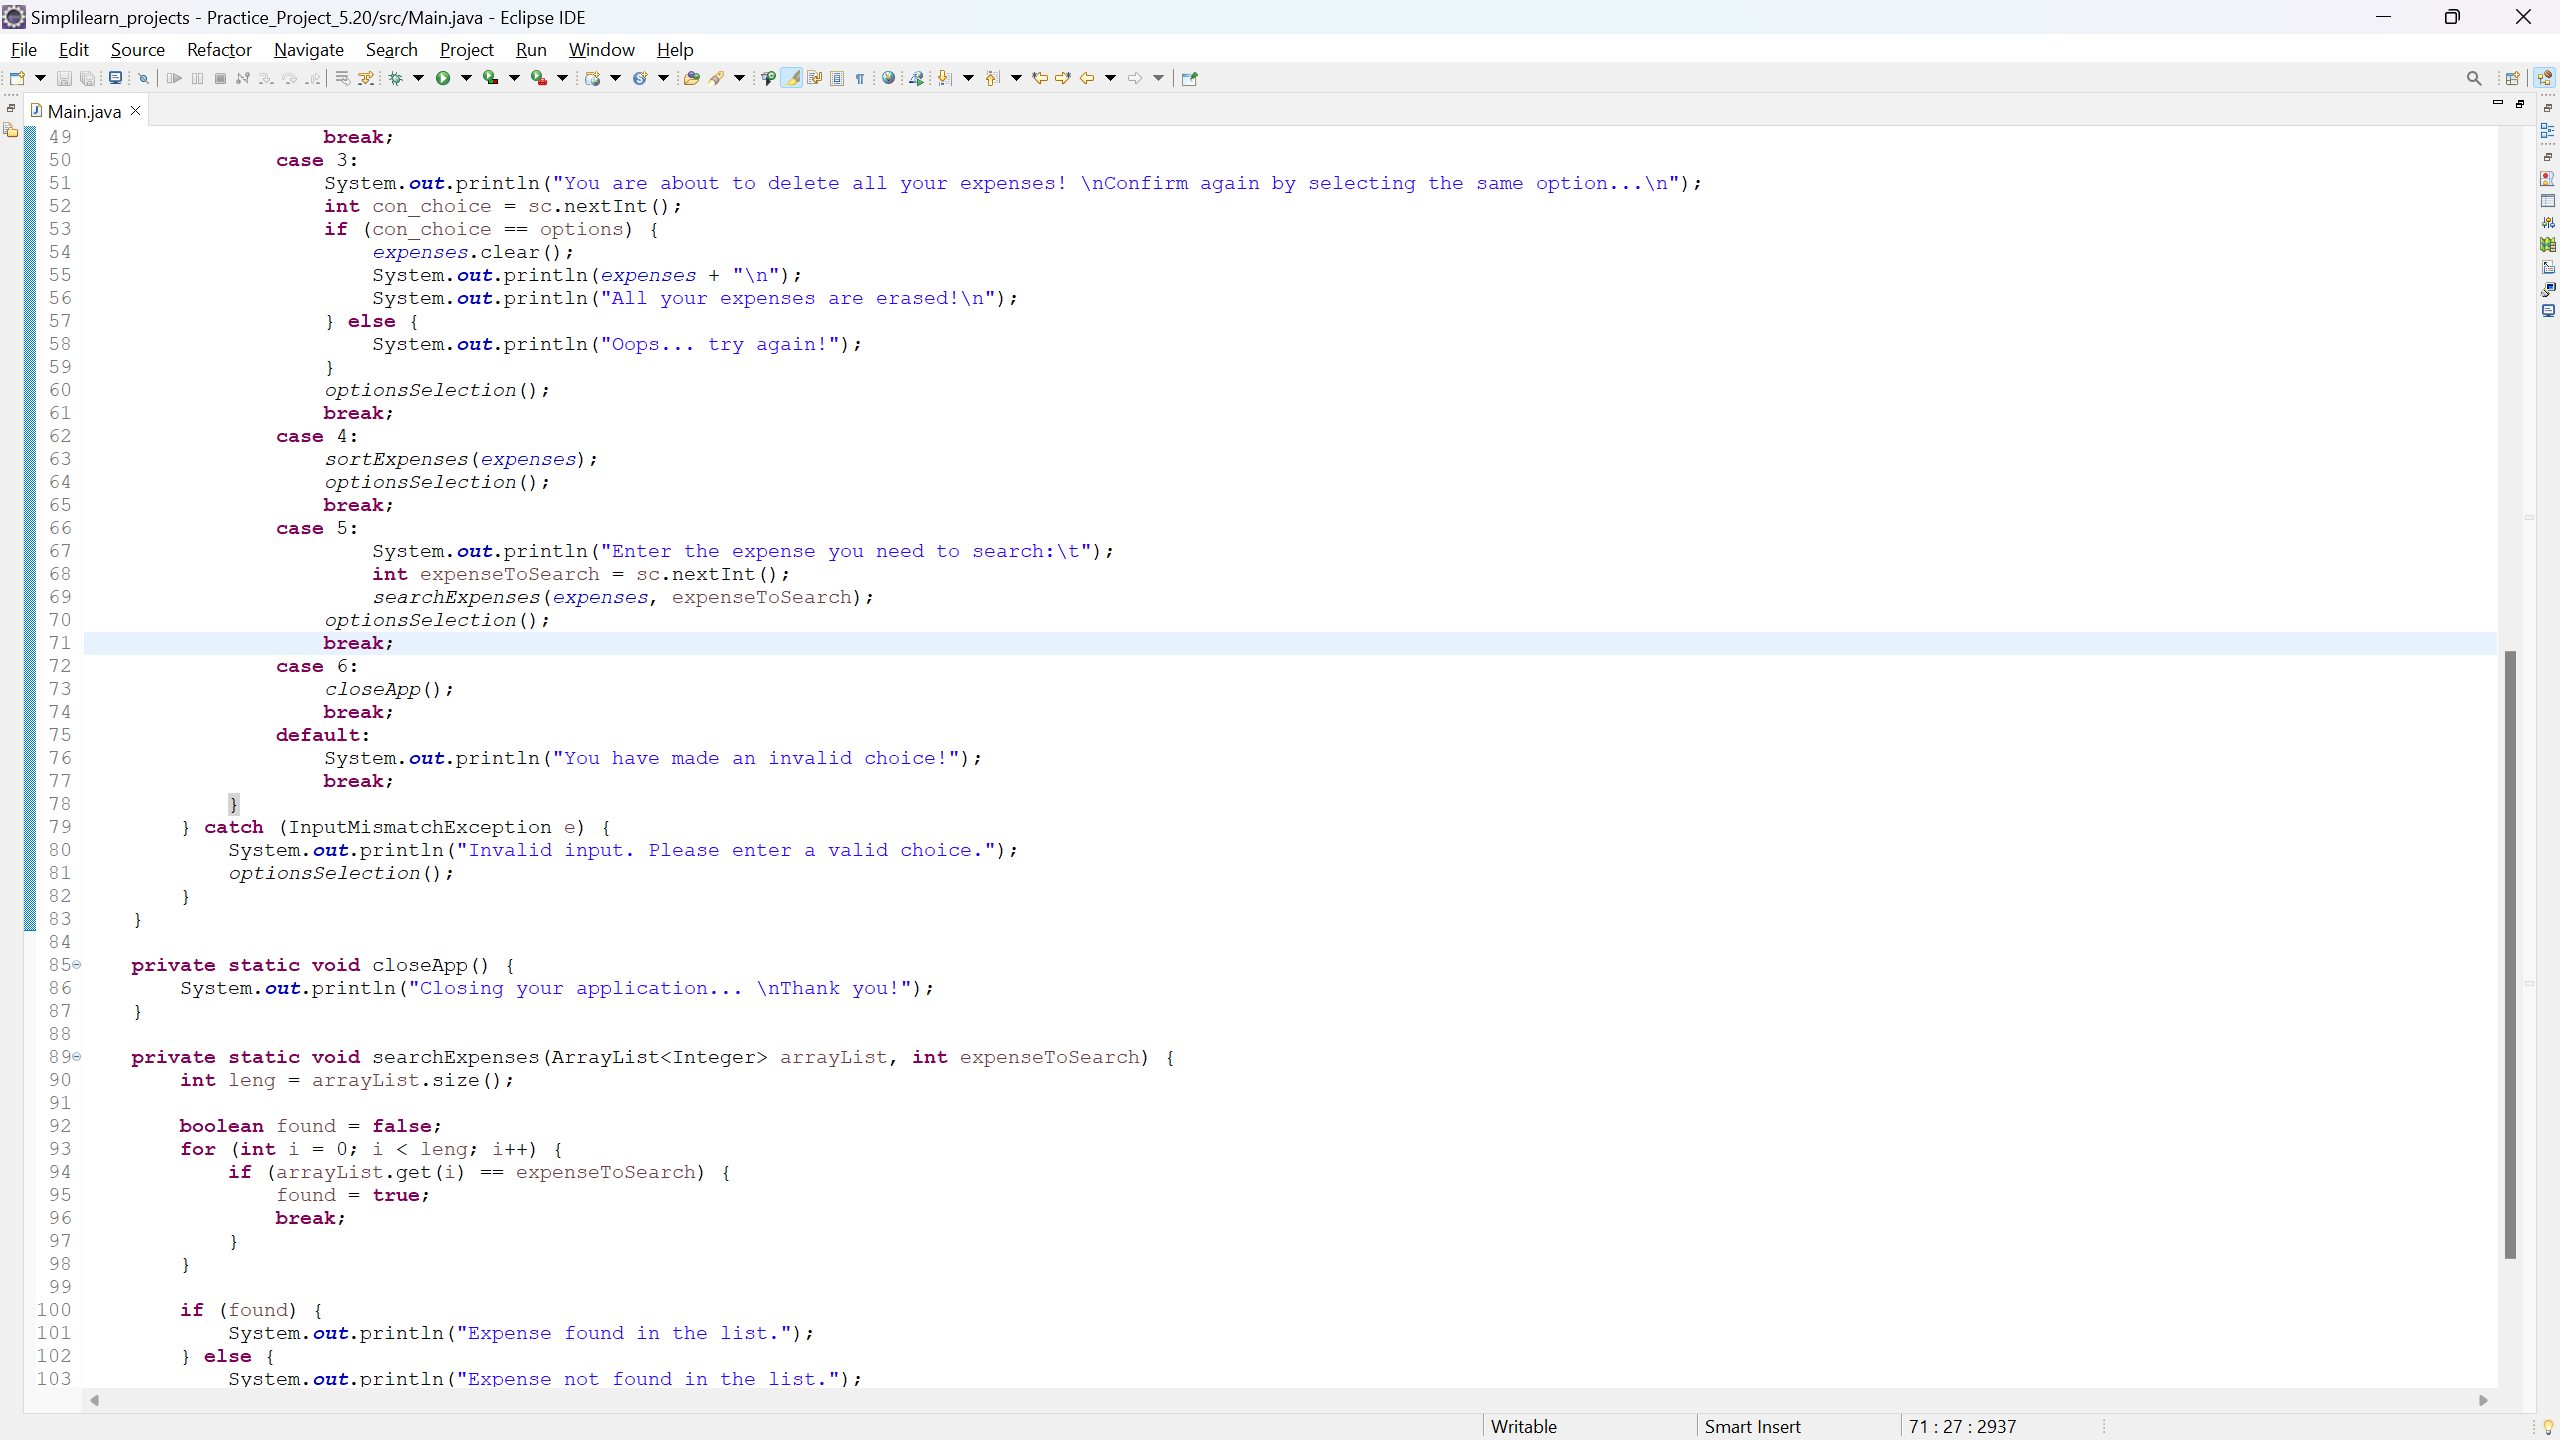 Simplilearn_projects - Practice_Project_5.20/src/Main.java - Eclipse IDE
File Edit Source Refactor Navigate Search Project Run Window Help
Main.java
49 break;
50 case 3:
51 System.out.println("You are about to delete all your expenses! \nConfirm again by selecting the same option...\n");
52 int con_choice = sc.nextInt();
53 if (con_choice == options) {
54 expenses.clear();
55 System.out.println(expenses + "\n");
56 System.out.println("All your expenses are erased!\n");
57 } else {
58 System.out.println("Oops... try again!");
59 }
60 optionsSelection();
61 break;
62 case 4:
63 sortExpenses(expenses);
64 optionsSelection();
65 break;
66 case 5:
67 System.out.println("Enter the expense you need to search:\t");
68 int expenseToSearch = sc.nextInt();
69 searchExpenses(expenses, expenseToSearch);
70 optionsSelection();
71 break;
72 case 6:
73 closeApp();
74 break;
75 default:
76 System.out.println("You have made an invalid choice!");
77 break;
78 }
79 } catch (InputMismatchException e) {
80 System.out.println("Invalid input. Please enter a valid choice.");
81 optionsSelection();
82 }
83 }
84
85 private static void closeApp() {
86 System.out.println("Closing your application... \nThank you!");
87 }
88
89 private static void searchExpenses(ArrayList<Integer> arrayList, int expenseToSearch) {
90 int leng = arrayList.size();
91
92 boolean found = false;
93 for (int i = 0; i < leng; i++) {
94 if (arrayList.get(i) == expenseToSearch) {
95 found = true;
96 break;
97 }
98 }
99
100 if (found) {
101 System.out.println("Expense found in the list.");
102 } else {
103 System.out.println("Expense not found in the list.");
Writable Smart Insert 71 : 27 : 2937